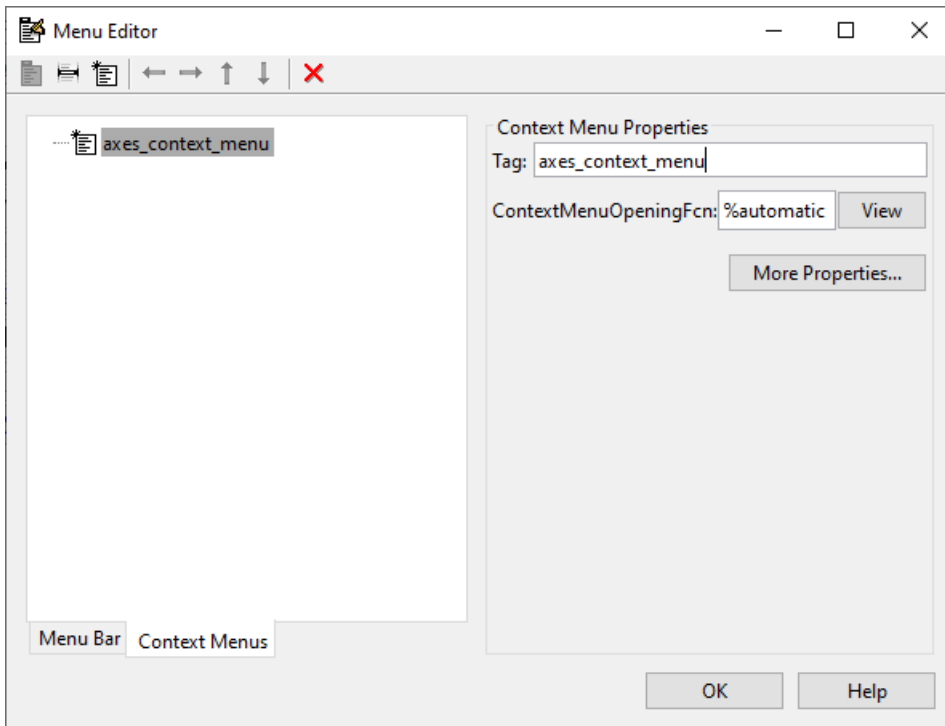 Menu Editor
axes_context_menu
Context Menu Properties
Tag: axes_context_menu
ContextMenuOpeningFcn: %automatic View
More Properties...
Menu Bar Context Menus
OK Help